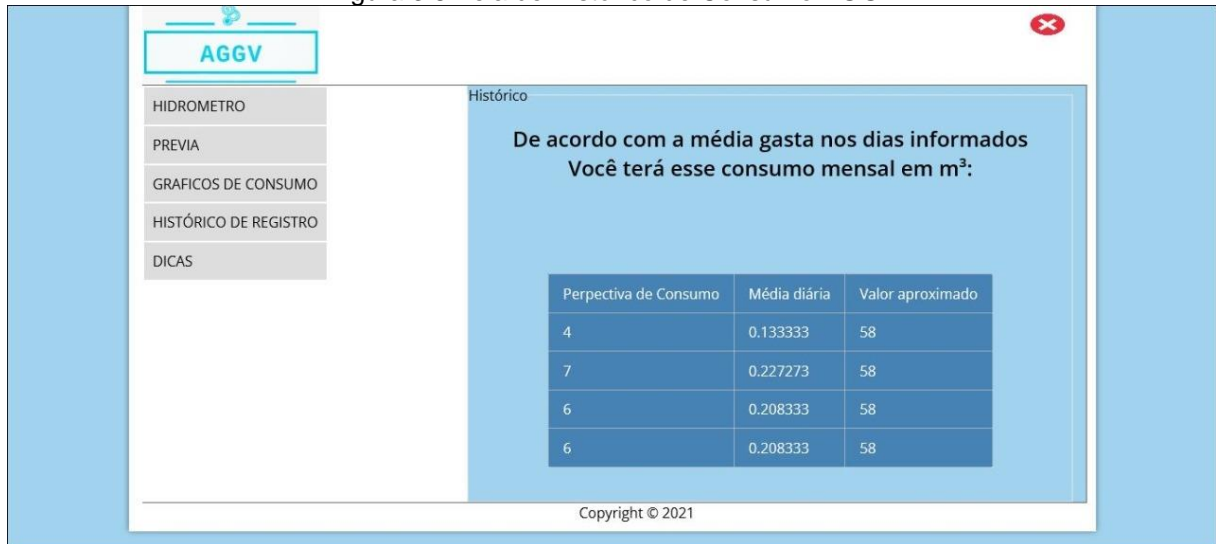 AGGV
HIDROMETRO
PREVIA
GRAFICOS DE CONSUMO
HISTÓRICO DE REGISTRO
DICAS
Histórico
De acordo com a média gasta nos dias informados
Você terá esse consumo mensal em m³:
Perpectiva de Consumo Média diária Valor aproximado
4 0.133333 58
7 0.227273 58
6 0.208333 58
6 0.208333 58
Copyright © 2021